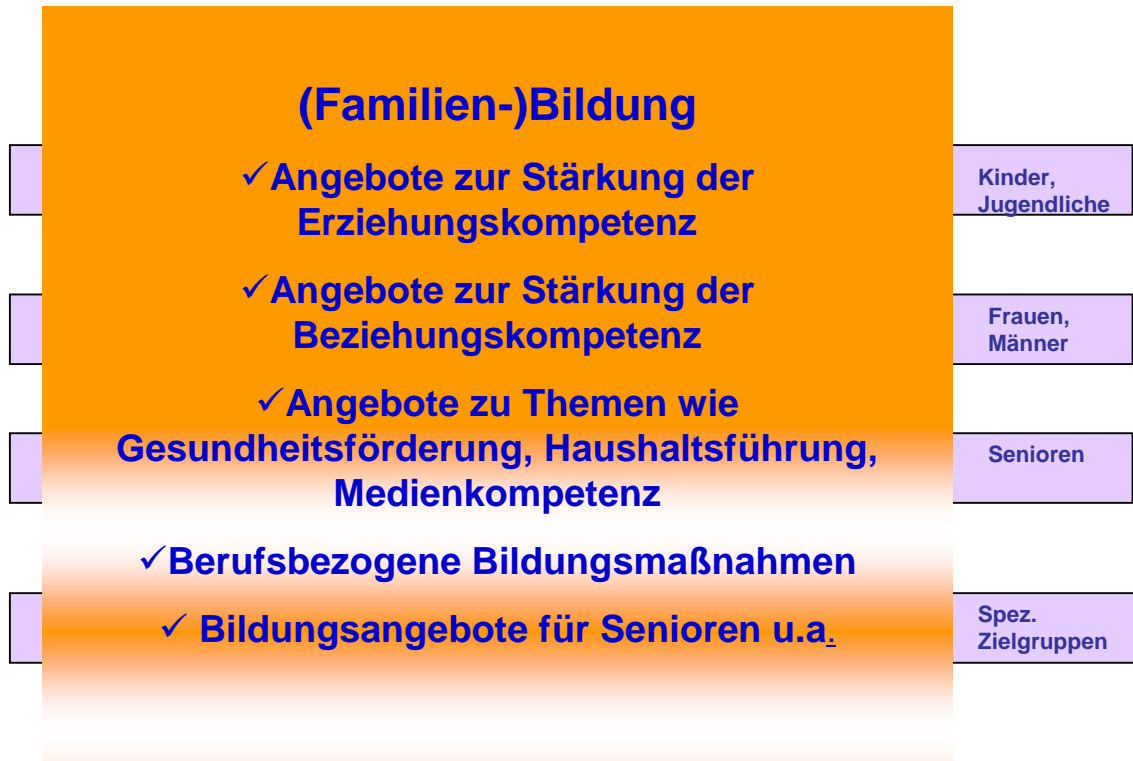 (Familien-)Bildung
✓Angebote zur Stärkung der
Erziehungskompetenz
✓Angebote zur Stärkung der
Beziehungskompetenz
✓Angebote zu Themen wie
Gesundheitsförderung, Haushaltsführung,
Medienkompetenz
✓Berufsbezogene Bildungsmaßnahmen
✓ Bildungsangebote für Senioren u.a.
Kinder,
Jugendliche
Frauen,
Männer
Senioren
Spez.
Zielgruppen